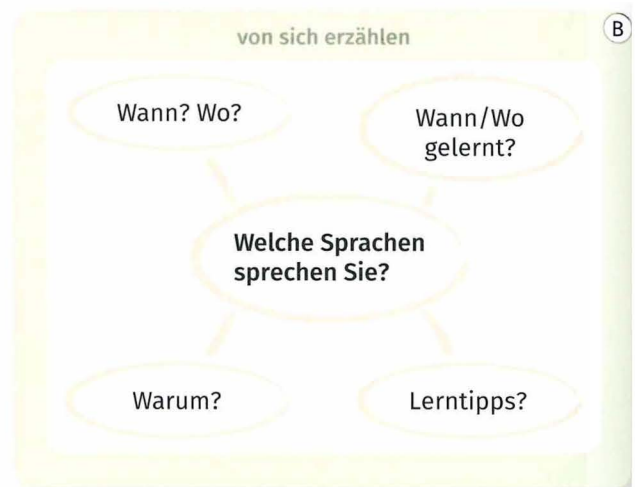 von sich erzählen
B
Wann? Wo?
Wann/Wo
gelernt?
Welche Sprachen
sprechen Sie?
Warum?
Lerntipps?